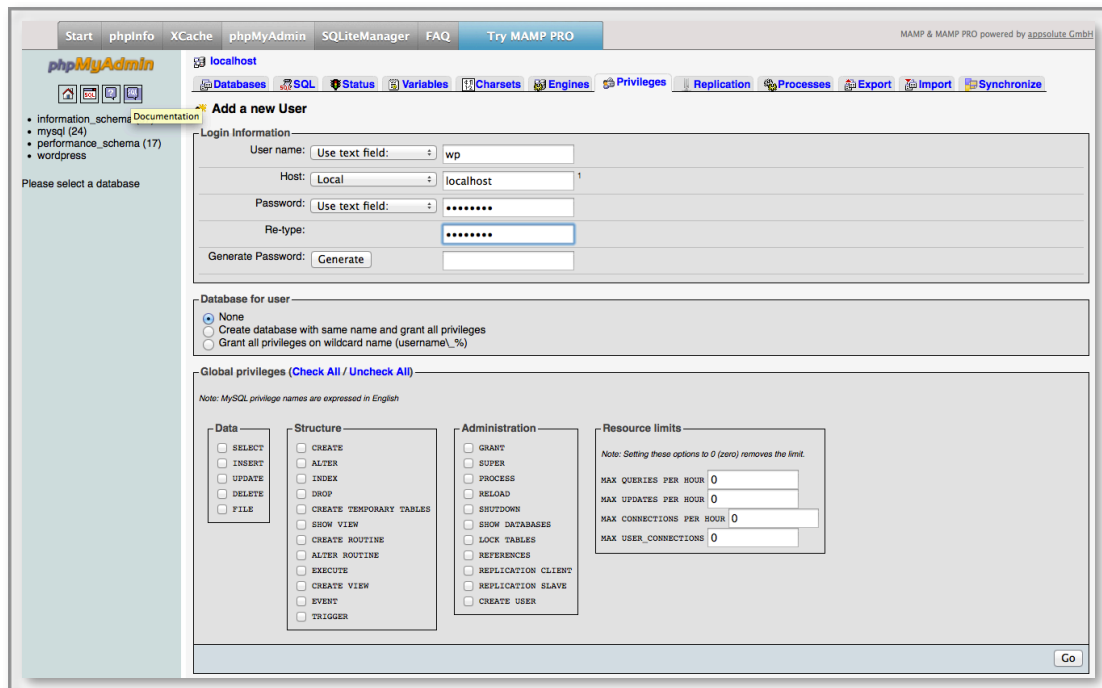 Start phpInfo XCache phpMyAdmin SQLiteManager FAQ Try MAMP PRO MAMP & MAMP PRO powered by appsolute GmbH
phpMyAdmin
SQL
information_schema
Documentation
mysql (24)
performance_schema (17)
wordpress
Please select a database
localhost
Databases SQL Status Variables Charsets Engines Privileges Replication Processes Export Import Synchronize
Add a new User
Login Information
User name: Use text field: wp
Host: Local localhost 1
Password: Use text field: ••••••••
Re-type: ••••••••
Generate Password: Generate
Database for user
None
Create database with same name and grant all privileges
Grant all privileges on wildcard name (username\_%)
Global privileges (Check All / Uncheck All)
Note: MySQL privilege names are expressed in English
Data
SELECT
INSERT
UPDATE
DELETE
FILE
Structure
CREATE
ALTER
INDEX
DROP
CREATE TEMPORARY TABLES
SHOW VIEW
CREATE ROUTINE
ALTER ROUTINE
EXECUTE
CREATE VIEW
EVENT
TRIGGER
Administration
GRANT
SUPER
PROCESS
RELOAD
SHUTDOWN
SHOW DATABASES
LOCK TABLES
REFERENCES
REPLICATION CLIENT
REPLICATION SLAVE
CREATE USER
Resource limits
Note: Setting these options to 0 (zero) removes the limit.
MAX QUERIES PER HOUR 0
MAX UPDATES PER HOUR 0
MAX CONNECTIONS PER HOUR 0
MAX USER_CONNECTIONS 0
Go